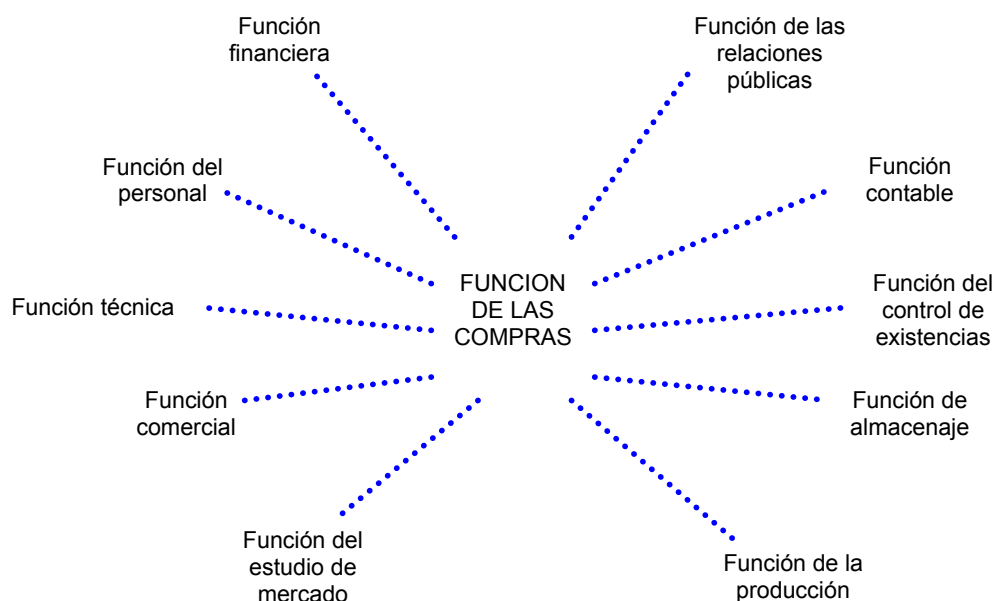 Función
financiera
Función de las
relaciones
públicas
Función del
personal
Función
contable
Función técnica
FUNCION
DE LAS
COMPRAS
Función del
control de
existencias
Función
comercial
Función de
almacenaje
Función del
estudio de
mercado
Función de la
producción